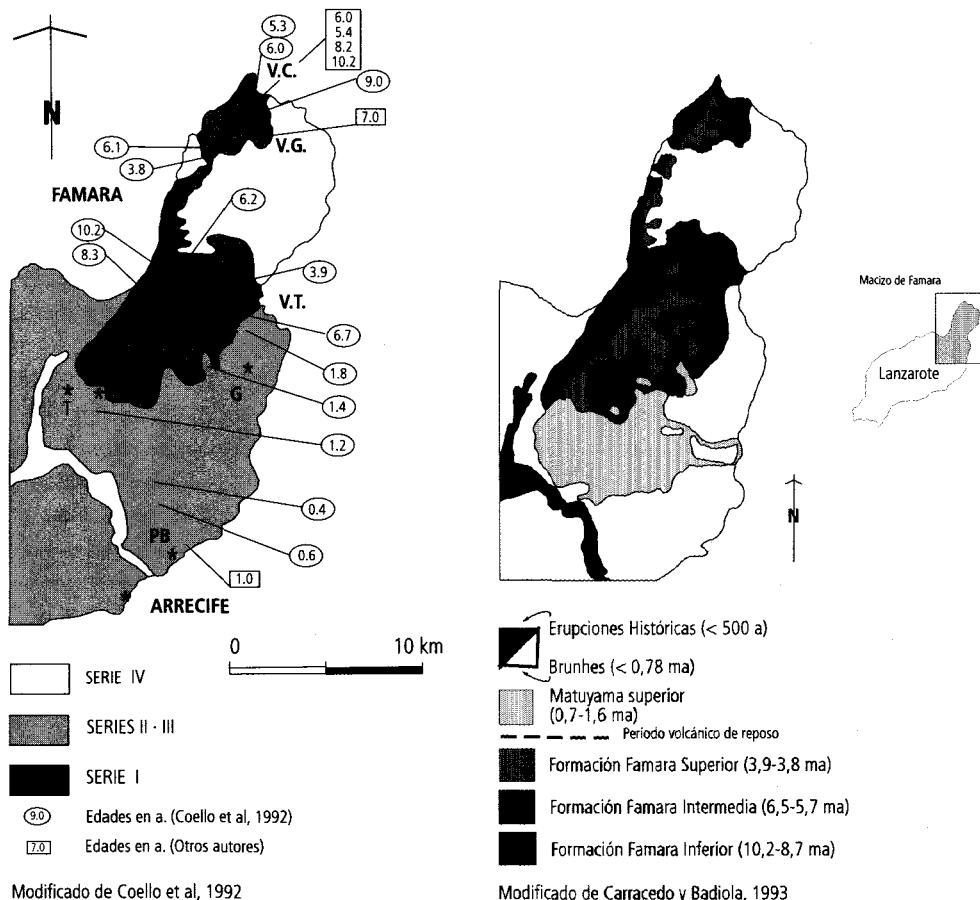 N
FAMARA
5.3
6.0
V.C.
6.0
5.4
8.2
10.2
9.0
7.0
V.G.
6.1
3.8
6.2
10.2
8.3
3.9
V.T.
6.7
1.8
1.4
1.2
0.4
0.6
1.0
T
G
PB
ARRECIFE
0 10 km
SERIE IV
SERIES II - III
SERIE I
9.0 Edades en a. (Coello et al, 1992)
7.0 Edades en a. (Otros autores)
Modificado de Coello et al, 1992
Macizo de Famara
Lanzarote
N
Erupciones Históricas (< 500 a)
Brunhes (< 0,78 ma)
Matuyama superior
(0,7-1,6 ma)
Periodo volcánico de reposo
Formación Famara Superior (3,9-3,8 ma)
Formación Famara Intermedia (6,5-5,7 ma)
Formación Famara Inferior (10,2-8,7 ma)
Modificado de Carracedo y Badiola, 1993